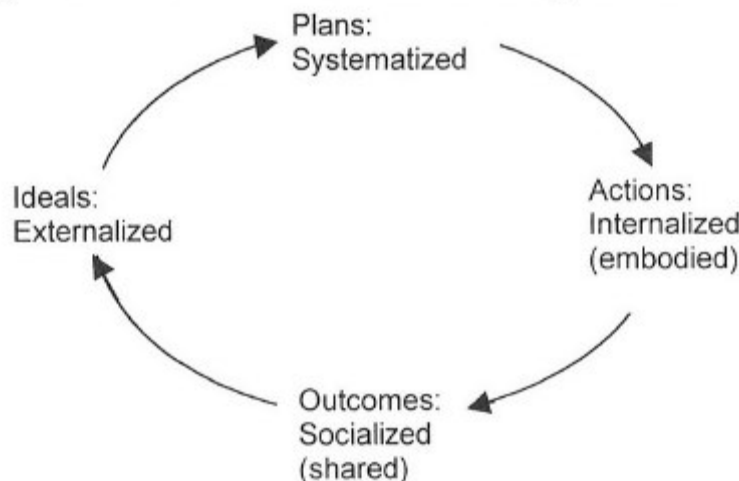 Plans:
Systematized
Ideals:
Externalized
Actions:
Internalized
(embodied)
Outcomes:
Socialized
(shared)